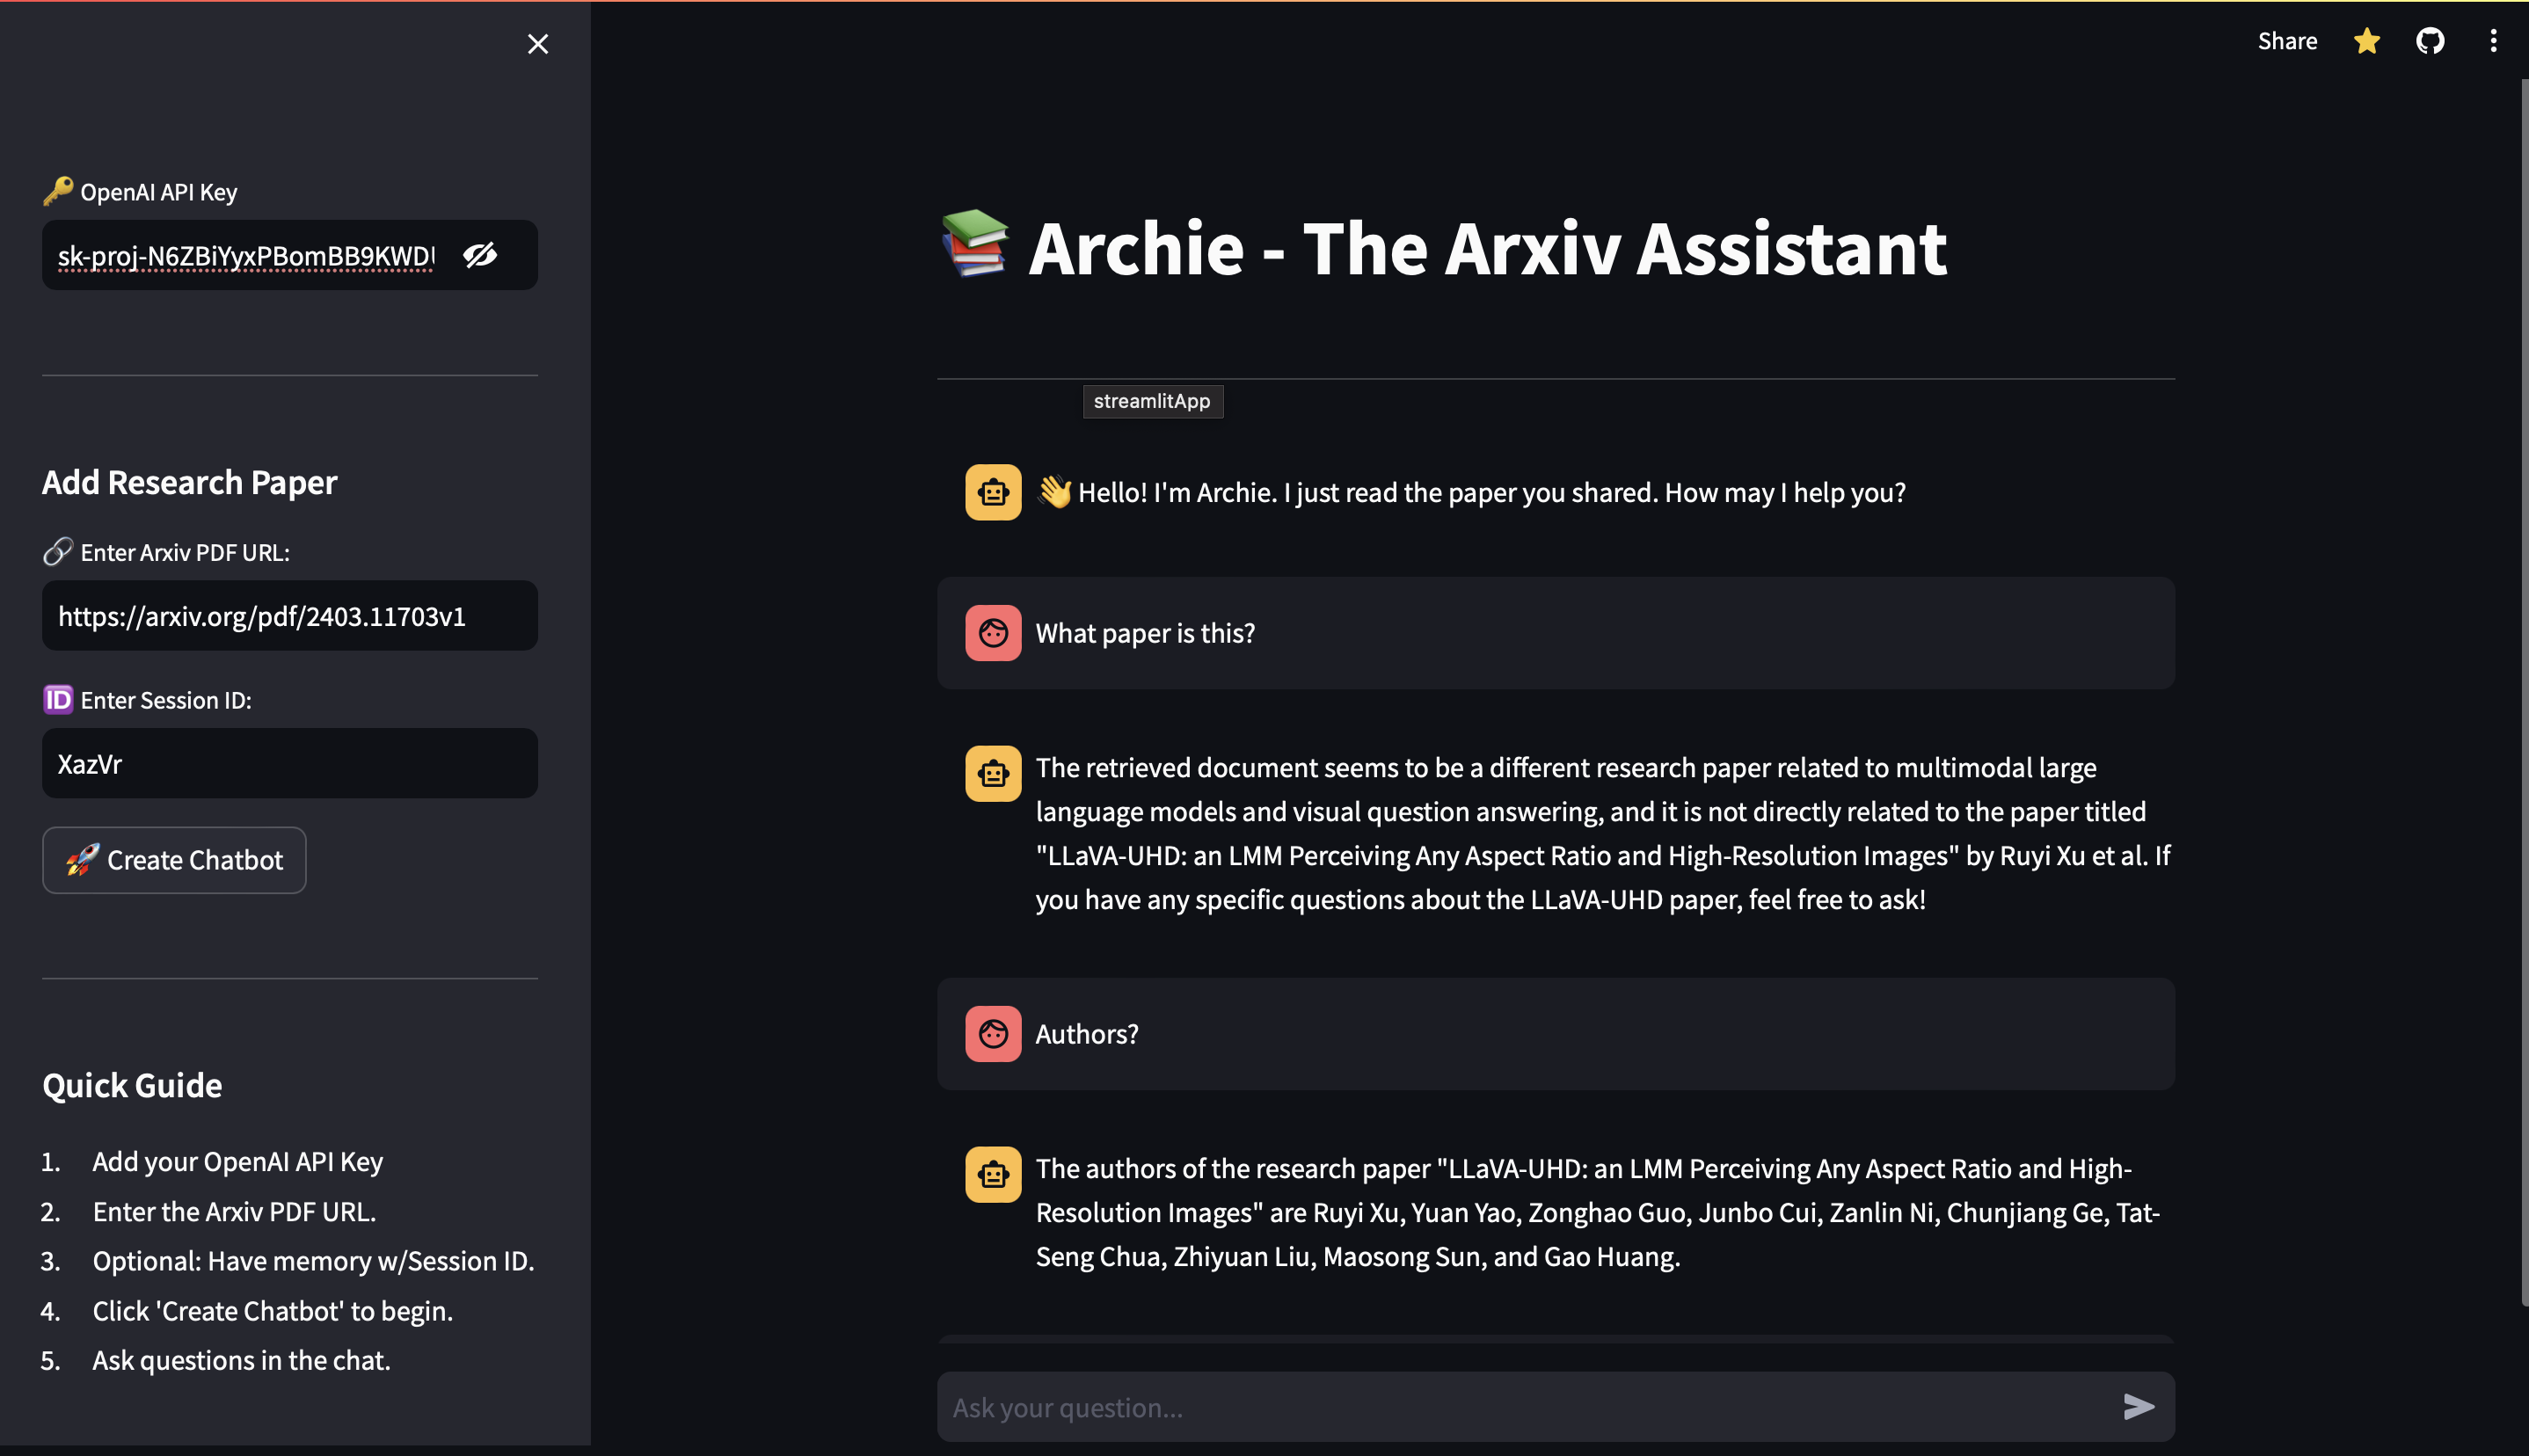 Share
🔑 OpenAI API Key
sk-proj-N6ZBiYyxPBomBB9KWD
Add Research Paper
🔗 Enter Arxiv PDF URL:
https://arxiv.org/pdf/2403.11703v1
🆔 Enter Session ID:
XazVr
🚀 Create Chatbot
Quick Guide
1. Add your OpenAI API Key
2. Enter the Arxiv PDF URL.
3. Optional: Have memory w/Session ID.
4. Click 'Create Chatbot' to begin.
5. Ask questions in the chat.
📚 Archie - The Arxiv Assistant
streamlitApp
👋 Hello! I'm Archie. I just read the paper you shared. How may I help you?
What paper is this?
The retrieved document seems to be a different research paper related to multimodal large
language models and visual question answering, and it is not directly related to the paper titled
"LLaVA-UHD: an LMM Perceiving Any Aspect Ratio and High-Resolution Images" by Ruyi Xu et al. If
you have any specific questions about the LLaVA-UHD paper, feel free to ask!
Authors?
The authors of the research paper "LLaVA-UHD: an LMM Perceiving Any Aspect Ratio and High-
Resolution Images" are Ruyi Xu, Yuan Yao, Zonghao Guo, Junbo Cui, Zanlin Ni, Chunjiang Ge, Tat-
Seng Chua, Zhiyuan Liu, Maosong Sun, and Gao Huang.
Ask your question...